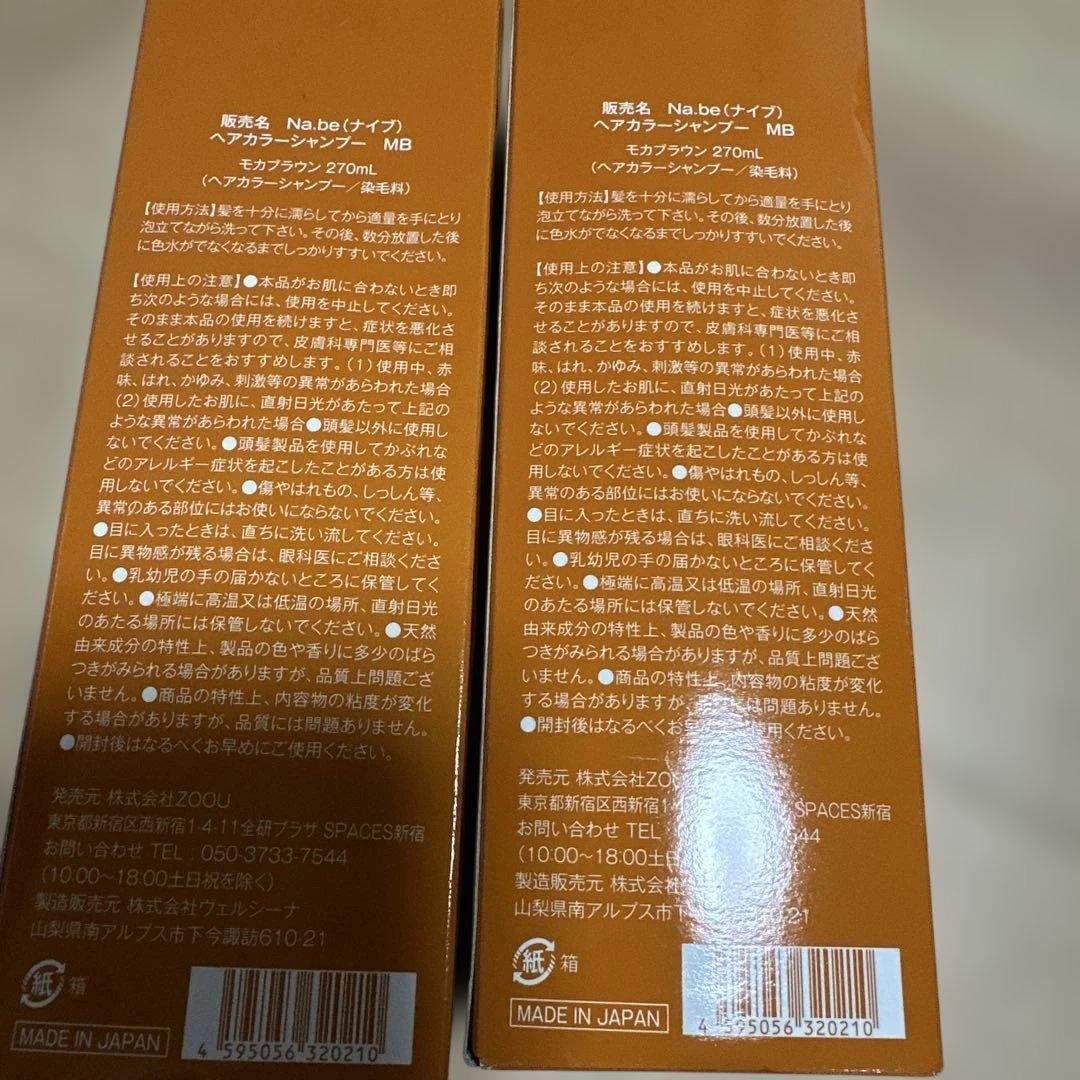 販売名 Na.be(ナイブ)
ヘアカラーシャンプー MB
モカブラウン 270mL
(ヘアカラーシャンプー/染毛料)
【使用方法】髪を十分に濡らしてから適量を手にとり
泡立てながら洗って下さい。その後、数分放置した後
に色水がでなくなるまでしっかりすすいでください。
【使用上の注意】●本品がお肌に合わないとき即
ち次のような場合には、使用を中止してください。
そのまま本品の使用を続けますと、症状を悪化さ
せることがありますので、皮膚科専門医等にご相
談されることをおすすめします。(1)使用中、赤
味、はれ、かゆみ、刺激等の異常があらわれた場合
(2)使用したお肌に、直射日光があたって上記の
ような異常があらわれた場合●頭髪以外に使用し
ないでください。●頭髪製品を使用してかぶれな
どのアレルギー症状を起こしたことがある方は使
用しないでください。●傷やはれもの、しっしん等、
異常のある部位にはお使いにならないでください。
●目に入ったときは、直ちに洗い流してください。
目に異物感が残る場合は、眼科医にご相談くださ
い。●乳幼児の手の届かないところに保管してく
ださい。●極端に高温又は低温の場所、直射日光
のあたる場所には保管しないでください。●天然
由来成分の特性上、製品の色や香りに多少のばら
つきがみられる場合がありますが、品質上問題ござ
いません。●商品の特性上、内容物の粘度が変化
する場合がありますが、品質には問題ありません。
●開封後はなるべくお早めにご使用ください。
発売元 株式会社ZOOU
東京都新宿区西新宿1-4-11全研プラザ SPACES新宿
お問い合わせ TEL：050-3733-7544
(10:00〜18:00土日祝を除く)
製造販売元 株式会社ヴェルシーナ
山梨県南アルプス市下今諏訪610-21
紙 箱
MADE IN JAPAN
4 595056 320210
販売名 Na.be(ナイブ)
ヘアカラーシャンプー MB
モカブラウン 270mL
(ヘアカラーシャンプー/染毛料)
【使用方法】髪を十分に濡らしてから適量を手にとり
泡立てながら洗って下さい。その後、数分放置した後
に色水がでなくなるまでしっかりすすいでください。
【使用上の注意】●本品がお肌に合わないとき即
ち次のような場合には、使用を中止してください。
そのまま本品の使用を続けますと、症状を悪化さ
せることがありますので、皮膚科専門医等にご相
談されることをおすすめします。(1)使用中、赤
味、はれ、かゆみ、刺激等の異常があらわれた場合
(2)使用したお肌に、直射日光があたって上記の
ような異常があらわれた場合●頭髪以外に使用し
ないでください。●頭髪製品を使用してかぶれな
どのアレルギー症状を起こしたことがある方は使
用しないでください。●傷やはれもの、しっしん等、
異常のある部位にはお使いにならないでください。
●目に入ったときは、直ちに洗い流してください。
目に異物感が残る場合は、眼科医にご相談くださ
い。●乳幼児の手の届かないところに保管してく
ださい。●極端に高温又は低温の場所、直射日光
のあたる場所には保管しないでください。●天然
由来成分の特性上、製品の色や香りに多少のばら
つきがみられる場合がありますが、品質上問題ござ
いません。●商品の特性上、内容物の粘度が変化
する場合がありますが、品質には問題ありません。
●開封後はなるべくお早めにご使用ください。
発売元 株式会社ZOO
東京都新宿区西新宿1 SPACES新宿
お問い合わせ TEL 544
(10:00〜18:00土日祝
製造販売元 株式会
山梨県南アルプス市下 21
紙 箱
MADE IN JAPAN
4 595056 320210